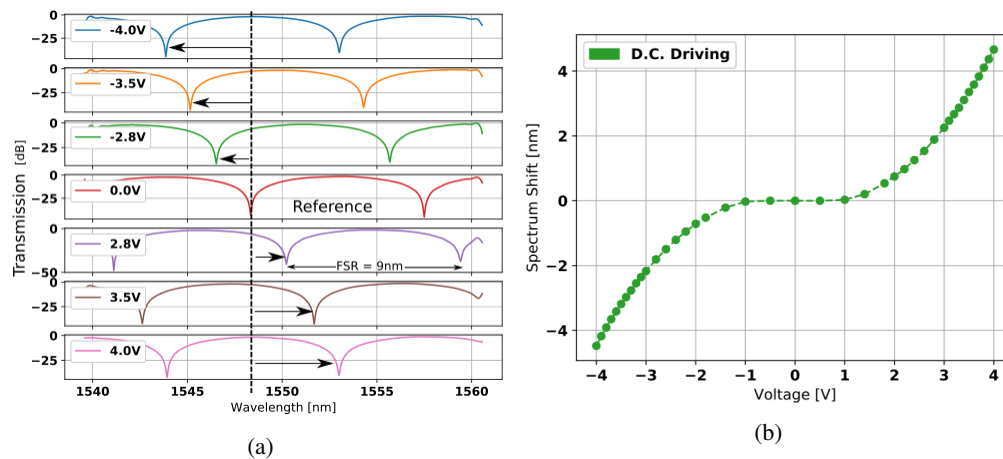 0
-25
-4.0V
0
-25
-3.5V
0
-25
-2.8V
0
-25
0.0V
Reference
0
-25
-50
2.8V
FSR = 9nm
0
-25
3.5V
0
-25
4.0V
Transmission [dB]
1540 1545 1550 1555 1560
Wavelength [nm]
(a)
D.C. Driving
4
2
0
−2
−4
Spectrum Shift [nm]
−4 −3 −2 −1 0 1 2 3 4
Voltage [V]
(b)